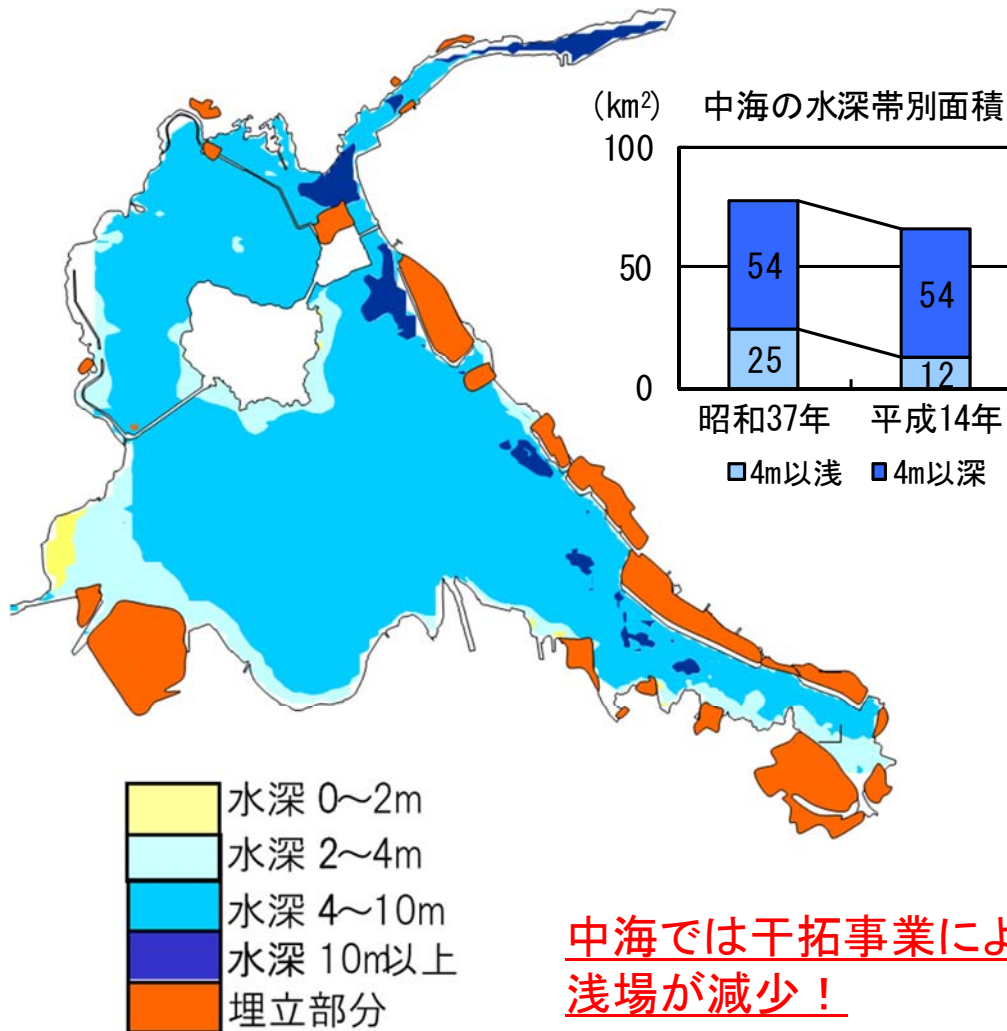 (km²) 中海の水深帯別面積
100
50
0
54
25
54
12
昭和37年 平成14年
4m以浅 4m以深
水深 0〜2m
水深 2〜4m
水深 4〜10m
水深 10m以上
埋立部分
中海では干拓事業によ
浅場が減少！